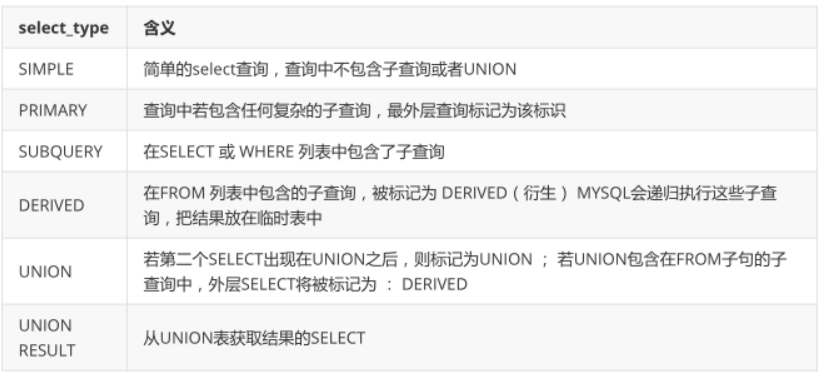 select_type 含义
SIMPLE 简单的select查询，查询中不包含子查询或者UNION
PRIMARY 查询中若包含任何复杂的子查询，最外层查询标记为该标识
SUBQUERY 在SELECT 或 WHERE 列表中包含了子查询
DERIVED 在FROM 列表中包含的子查询，被标记为 DERIVED（衍生） MYSQL会递归执行这些子查
询，把结果放在临时表中
UNION 若第二个SELECT出现在UNION之后，则标记为UNION ； 若UNION包含在FROM子句的子
查询中，外层SELECT将被标记为 ： DERIVED
UNION
RESULT 从UNION表获取结果的SELECT